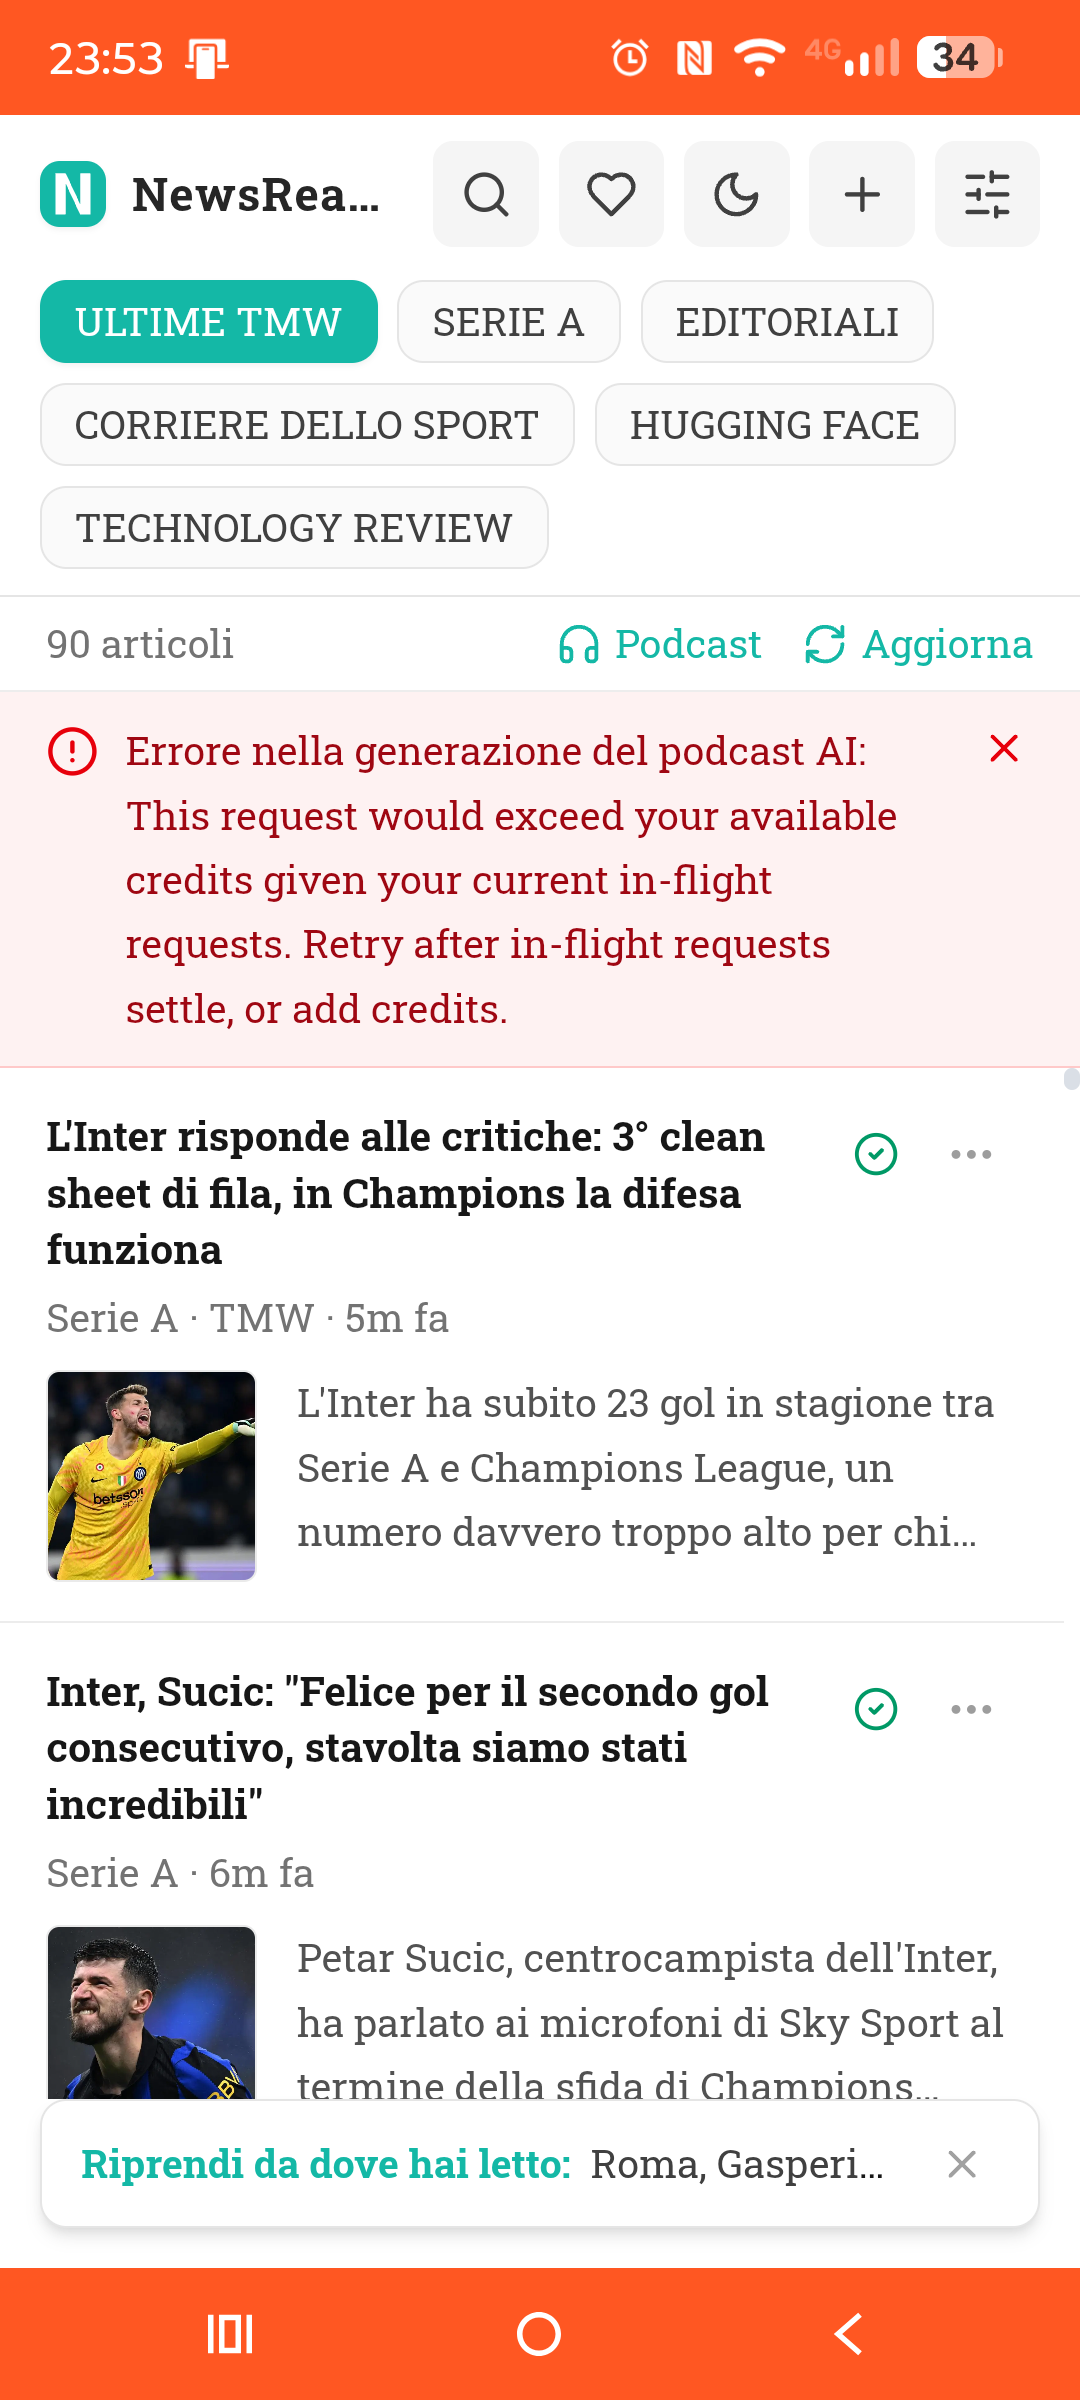 23:53
4G
34
N
NewsRea...
ULTIME TMW
SERIE A
EDITORIALI
CORRIERE DELLO SPORT
HUGGING FACE
TECHNOLOGY REVIEW
90 articoli
Podcast
Aggiorna
Errore nella generazione del podcast AI:
This request would exceed your available
credits given your current in-flight
requests. Retry after in-flight requests
settle, or add credits.
L'Inter risponde alle critiche: 3° clean
sheet di fila, in Champions la difesa
funziona
Serie A · TMW · 5m fa
betsson
sport
L'Inter ha subito 23 gol in stagione tra
Serie A e Champions League, un
numero davvero troppo alto per chi...
Inter, Sucic: "Felice per il secondo gol
consecutivo, stavolta siamo stati
incredibili"
Serie A · 6m fa
Petar Sucic, centrocampista dell'Inter,
ha parlato ai microfoni di Sky Sport al
termine della sfida di Champions...
Riprendi da dove hai letto: Roma, Gasperi...